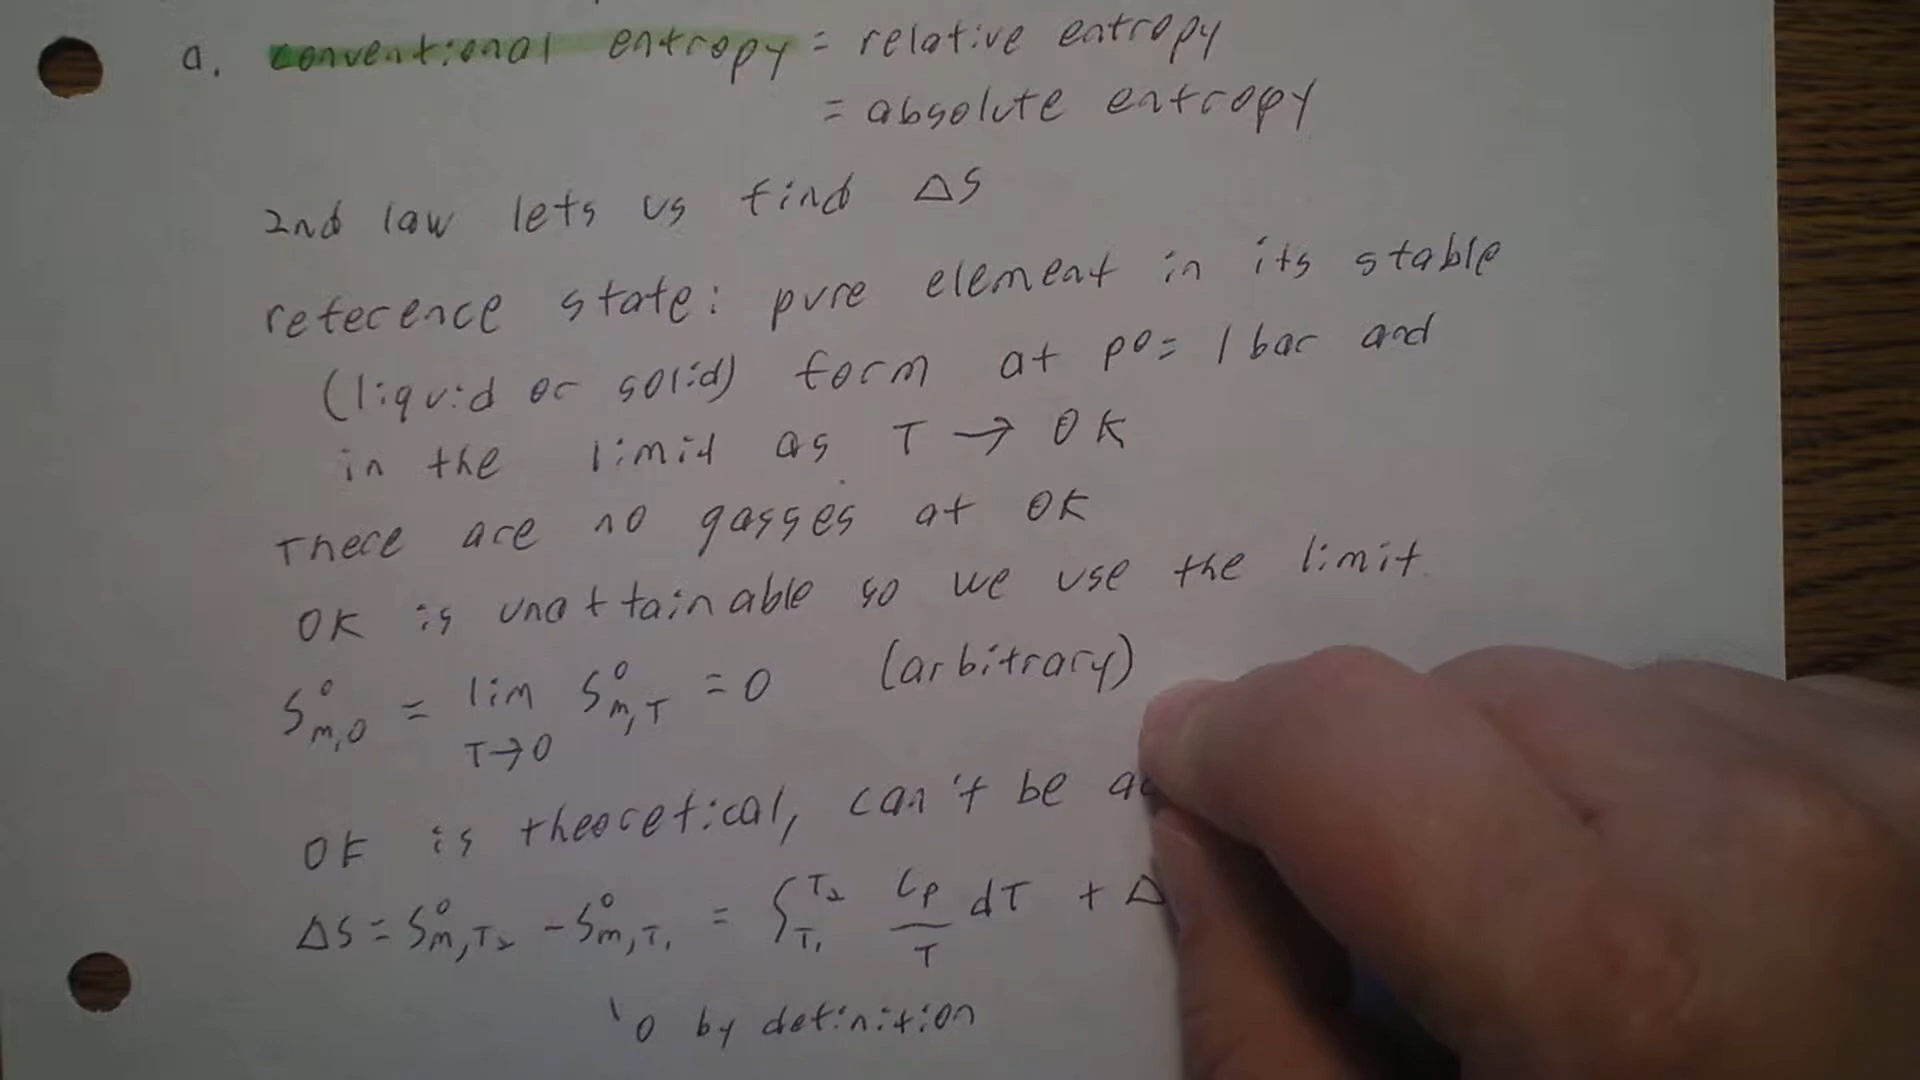 a. conventional entropy = relative entropy
= absolute entropy
2nd law lets us find ΔS
reference state: pure element in its stable
(liquid or solid) form at P° = 1 bar and
in the limit as T → 0K
There are no gasses at 0K
0K is unattainable so we use the limit
S°m,0 = lim T→0 S°m,T = 0 (arbitrary)
0K is theoretical, can't be
ΔS = S°m,T₂ - S°m,T₁ = ∫T₁T₂ Cp/T dT + Δ
0 by definition